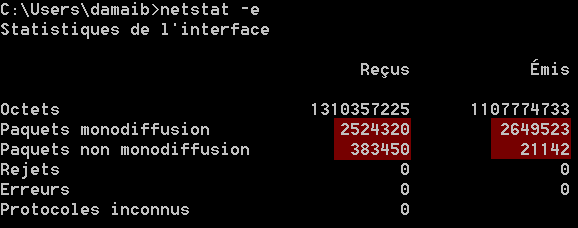 C:\Users\damaib>netstat -e
Statistiques de l'interface
Reçus Émis
Octets 1310357225 1107774733
Paquets monodiffusion 2524320 2649523
Paquets non monodiffusion 383450 21142
Rejets 0 0
Erreurs 0 0
Protocoles inconnus 0